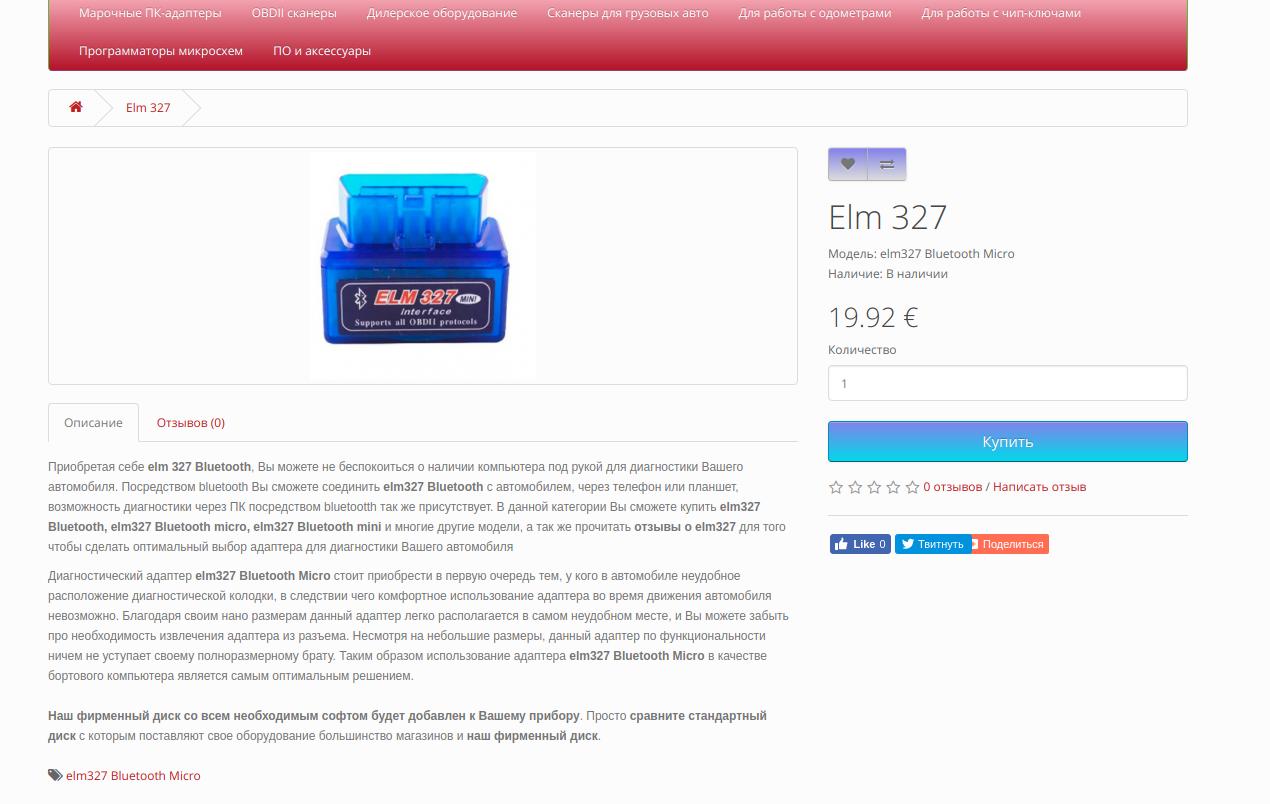 Марочные ПК-адаптеры OBDII сканеры Дилерское оборудование Сканеры для грузовых авто Для работы с одометрами Для работы с чип-ключами
Программаторы микросхем ПО и аксессуары
Elm 327
ELM 327 MINI
interface
Supports all OBDII protocols
Elm 327
Модель: elm327 Bluetooth Micro
Наличие: В наличии
19.92 €
Количество
1
Купить
0 отзывов / Написать отзыв
Like 0 Твитнуть Поделиться
Описание Отзывов (0)
Приобретая себе elm 327 Bluetooth, Вы можете не беспокоиться о наличии компьютера под рукой для диагностики Вашего
автомобиля. Посредством bluetooth Вы сможете соединить elm327 Bluetooth с автомобилем, через телефон или планшет,
возможность диагностики через ПК посредством bluetootth так же присутствует. В данной категории Вы сможете купить elm327
Bluetooth, elm327 Bluetooth micro, elm327 Bluetooth mini и многие другие модели, а так же прочитать отзывы о elm327 для того
чтобы сделать оптимальный выбор адаптера для диагностики Вашего автомобиля
Диагностический адаптер elm327 Bluetooth Micro стоит приобрести в первую очередь тем, у кого в автомобиле неудобное
расположение диагностической колодки, в следствии чего комфортное использование адаптера во время движения автомобиля
невозможно. Благодаря своим нано размерам данный адаптер легко располагается в самом неудобном месте, и Вы можете забыть
про необходимость извлечения адаптера из разъема. Несмотря на небольшие размеры, данный адаптер по функциональности
ничем не уступает своему полноразмерному брату. Таким образом использование адаптера elm327 Bluetooth Micro в качестве
бортового компьютера является самым оптимальным решением.
Наш фирменный диск со всем необходимым софтом будет добавлен к Вашему прибору. Просто сравните стандартный
диск с которым поставляют свое оборудование большинство магазинов и наш фирменный диск.
elm327 Bluetooth Micro